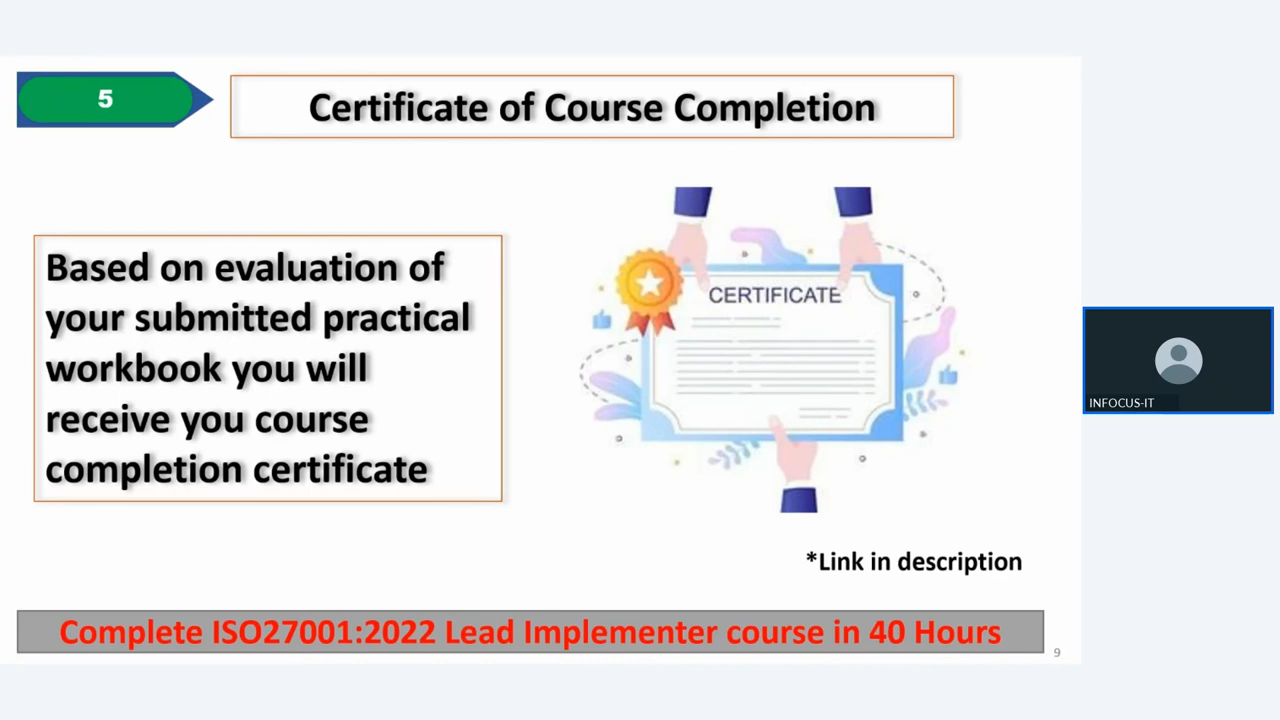 5
Certificate of Course Completion
Based on evaluation of
your submitted practical
workbook you will
receive you course
completion certificate
CERTIFICATE
INFOCUS-IT
*Link in description
Complete ISO27001:2022 Lead Implementer course in 40 Hours
9